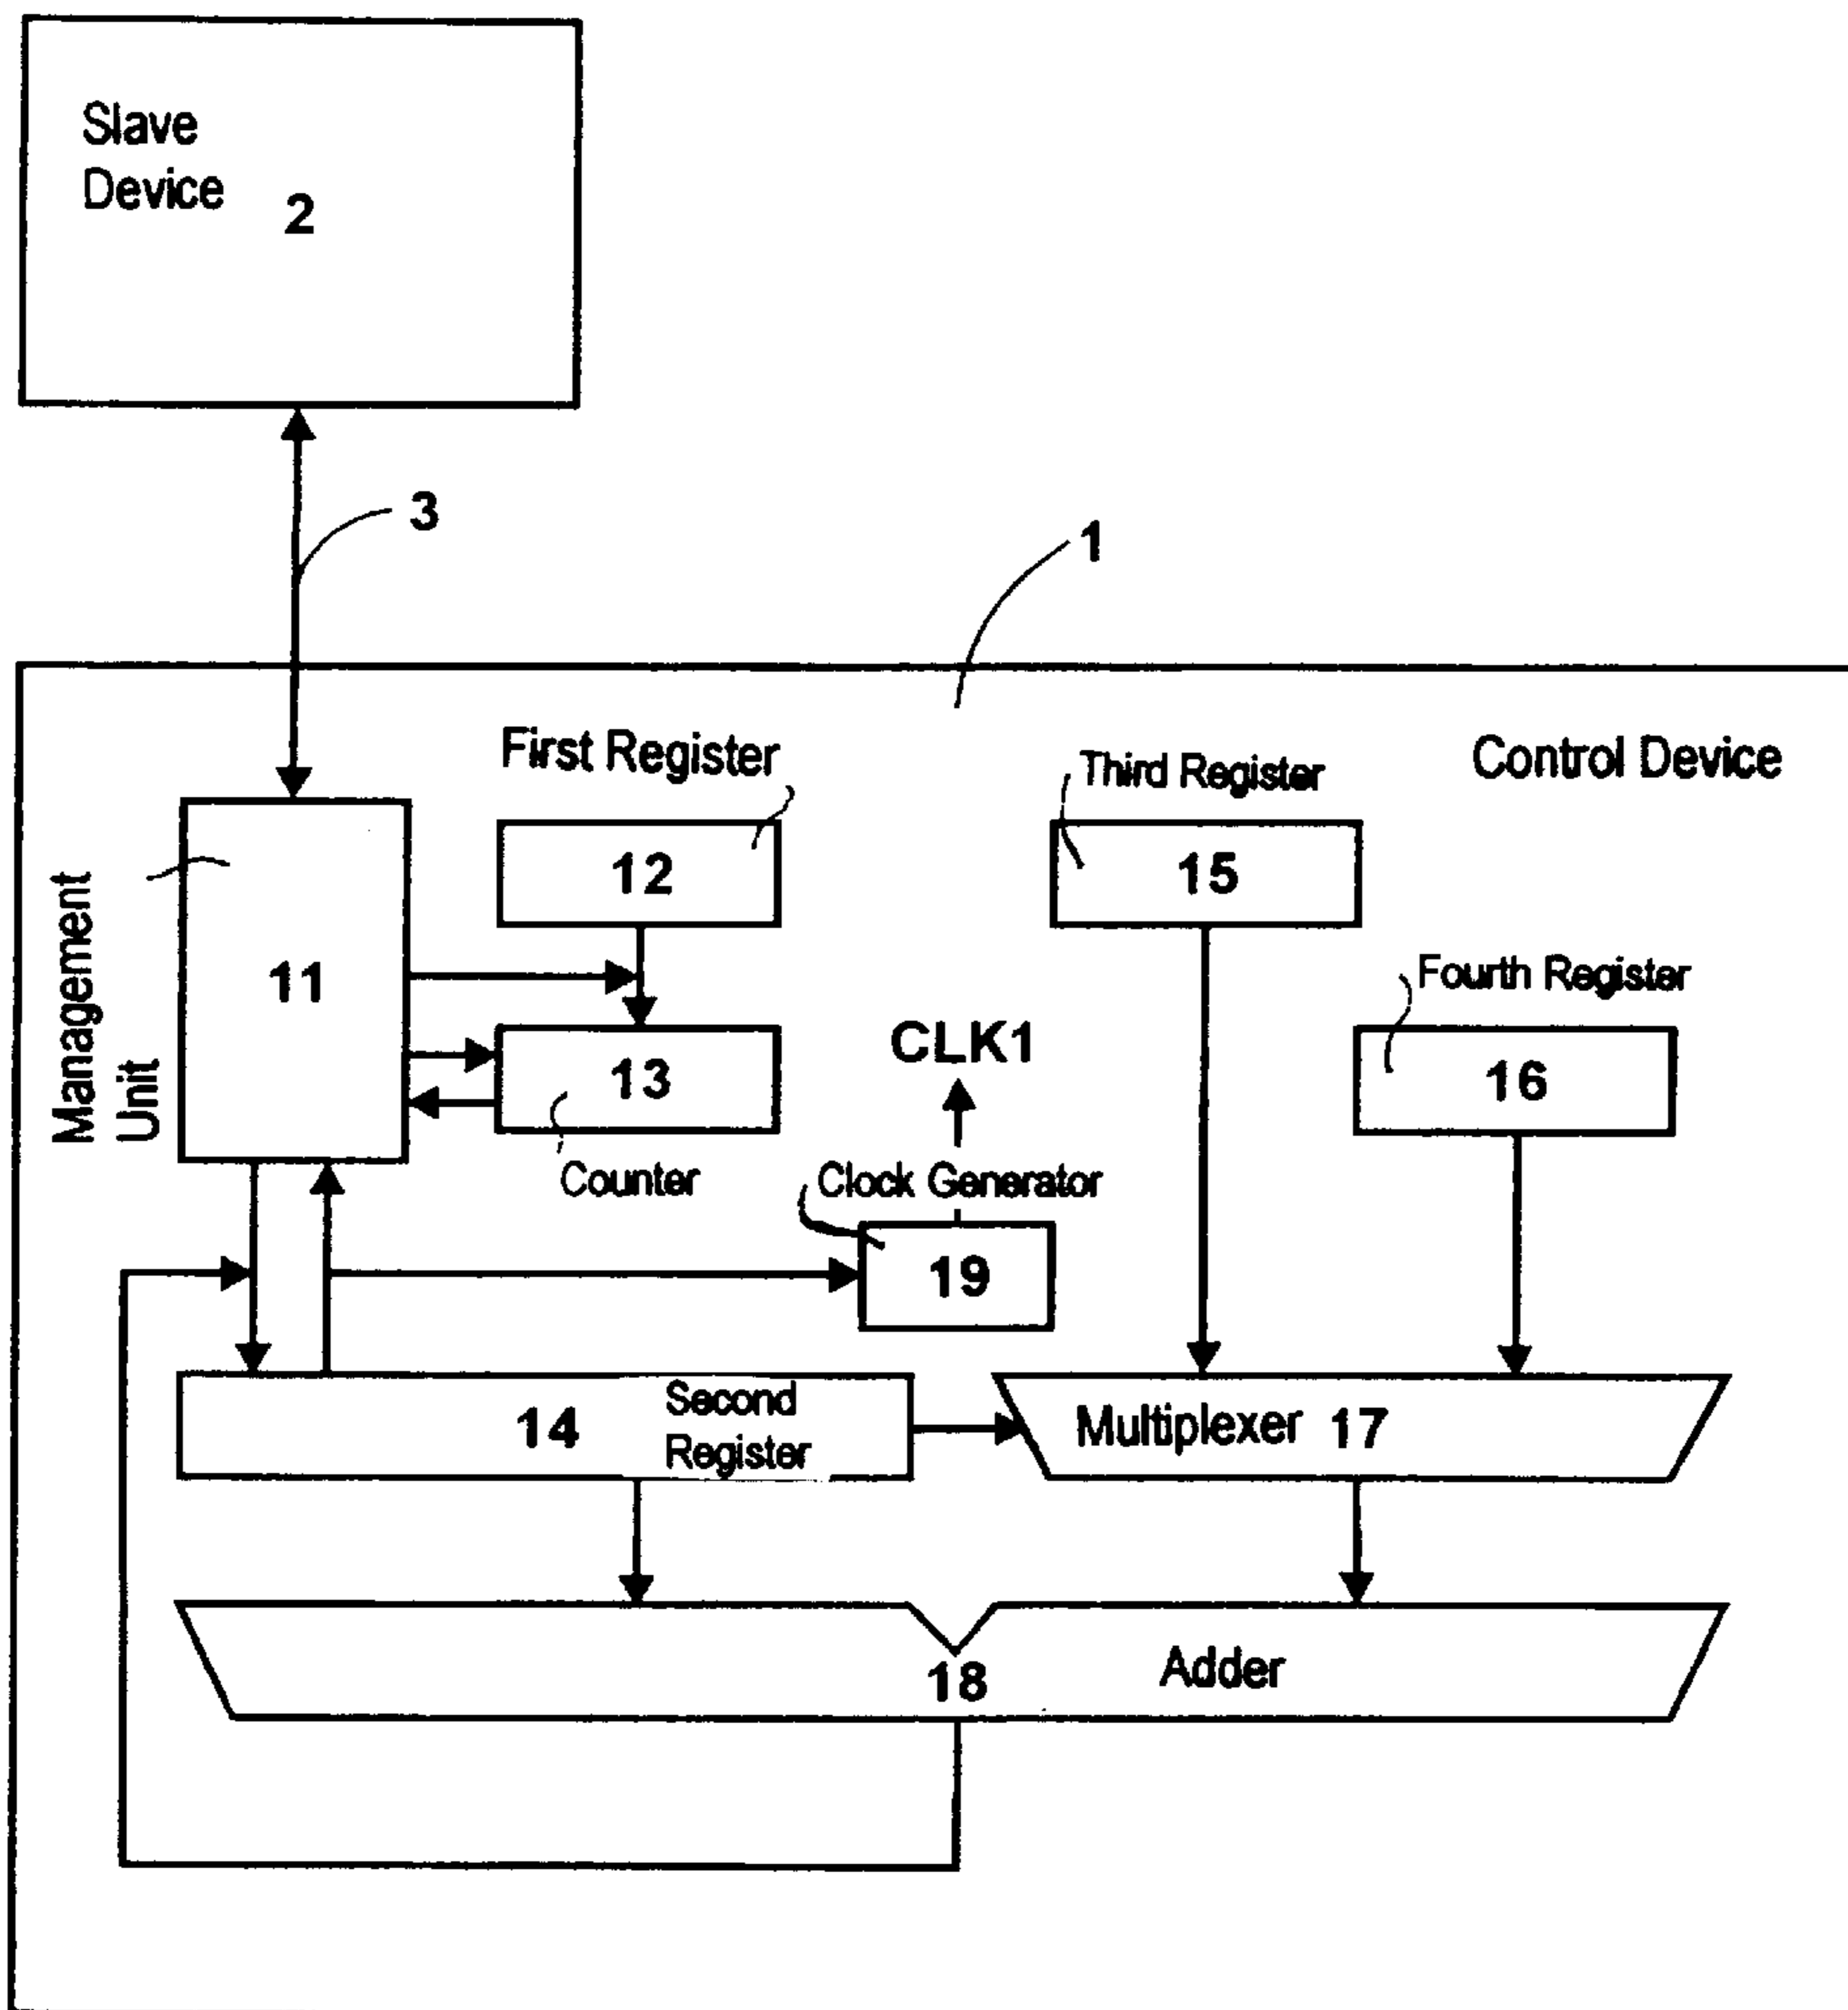 Slave
Device
2
3
1
First Register
Third Register
Control Device
12
15
Management
Unit
11
Fourth Register
CLK1
13
16
Counter
Clock Generator
19
14
Second
Register
Multiplexer 17
18
Adder